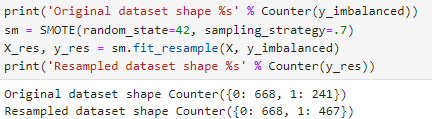 print('Original dataset shape %s' % Counter(y_imbalanced))
sm = SMOTE(random_state=42, sampling_strategy=.7)
X_res, y_res = sm.fit_resample(X, y_imbalanced)
print('Resampled dataset shape %s' % Counter(y_res))
Original dataset shape Counter({0: 668, 1: 241})
Resampled dataset shape Counter({0: 668, 1: 467})